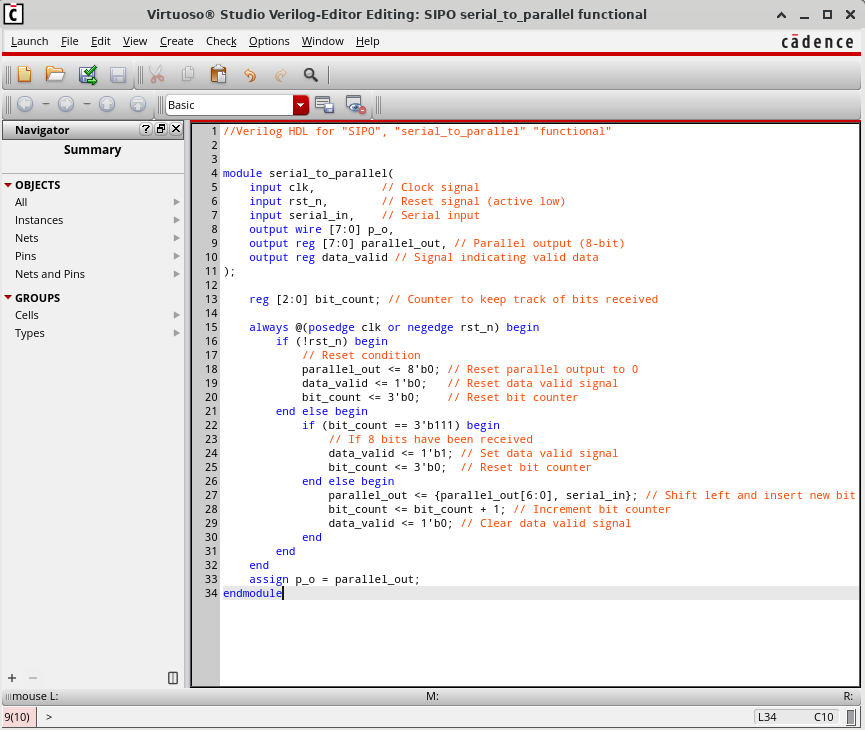 Virtuoso® Studio Verilog-Editor Editing: SIPO serial_to_parallel functional
Launch File Edit View Create Check Options Window Help
cādence
Basic
Navigator
Summary
OBJECTS
All
Instances
Nets
Pins
Nets and Pins
GROUPS
Cells
Types
1 //Verilog HDL for "SIPO", "serial_to_parallel" "functional"
2
3
4 module serial_to_parallel(
5     input clk,          // Clock signal
6     input rst_n,        // Reset signal (active low)
7     input serial_in,    // Serial input
8     output wire [7:0] p_o,
9     output reg [7:0] parallel_out, // Parallel output (8-bit)
10     output reg data_valid // Signal indicating valid data
11 );
12
13     reg [2:0] bit_count; // Counter to keep track of bits received
14
15     always @(posedge clk or negedge rst_n) begin
16         if (!rst_n) begin
17             // Reset condition
18             parallel_out <= 8'b0; // Reset parallel output to 0
19             data_valid <= 1'b0;   // Reset data valid signal
20             bit_count <= 3'b0;    // Reset bit counter
21         end else begin
22             if (bit_count == 3'b111) begin
23                 // If 8 bits have been received
24                 data_valid <= 1'b1; // Set data valid signal
25                 bit_count <= 3'b0;  // Reset bit counter
26             end else begin
27                 parallel_out <= {parallel_out[6:0], serial_in}; // Shift left and insert new bit
28                 bit_count <= bit_count + 1; // Increment bit counter
29                 data_valid <= 1'b0; // Clear data valid signal
30             end
31         end
32     end
33     assign p_o = parallel_out;
34 endmodule
mouse L: M: R:
9(10) > L34 C10